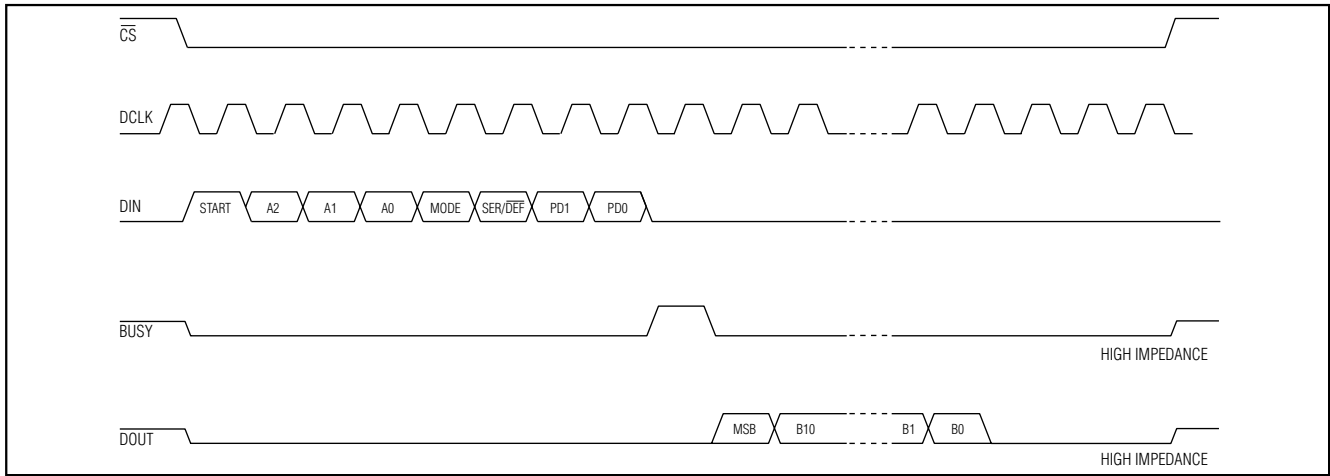 CS
DCLK
DIN START A2 A1 A0 MODE SER/DEF PD1 PD0
BUSY
HIGH IMPEDANCE
DOUT MSB B10 B1 B0
HIGH IMPEDANCE